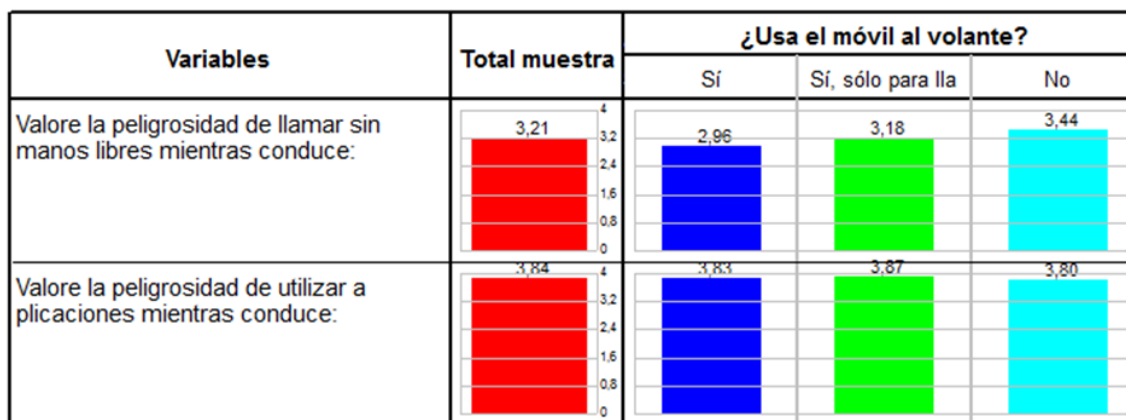 Variables
Total muestra
¿Usa el móvil al volante?
Sí
Sí, sólo para lla
No
Valore la peligrosidad de llamar sin
manos libres mientras conduce:
3,21
4
3,2
2,4
1,6
0,8
0
2,96
3,18
3,44
Valore la peligrosidad de utilizar a
plicaciones mientras conduce:
3,84
4
3,2
2,4
1,6
0,8
0
3,83
3,87
3,80